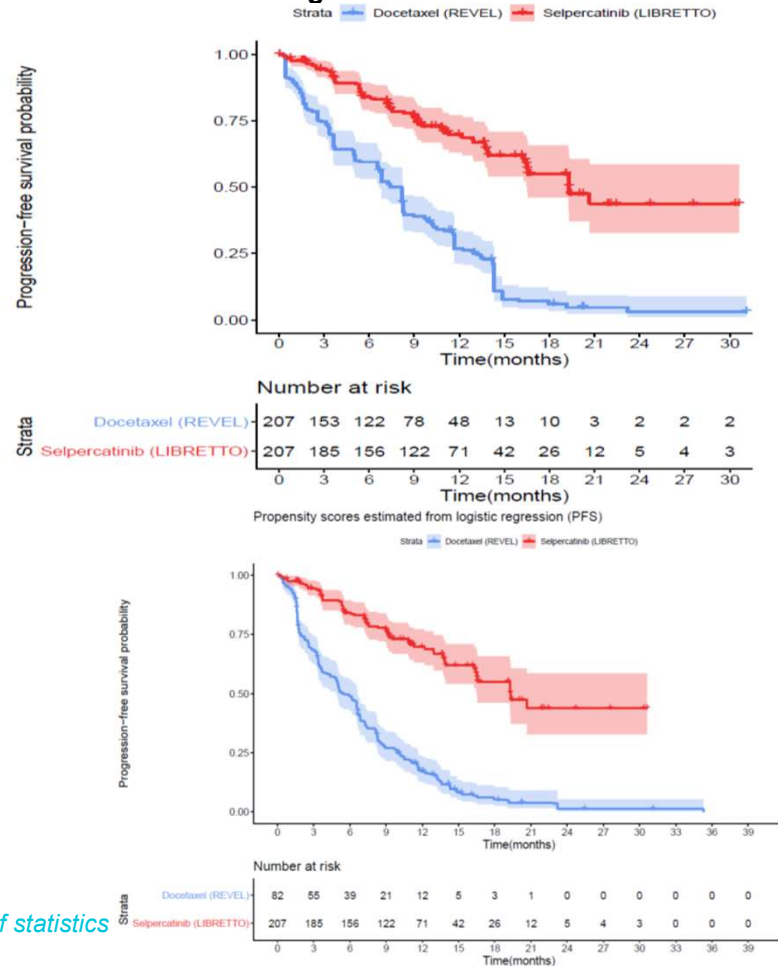 Strata Docetaxel (REVEL) Selpercatinib (LIBRETTO)
Progression-free survival probability
1.00
0.75
0.50
0.25
0.00
0 3 6 9 12 15 18 21 24 27 30
Time(months)
Number at risk
Strata
Docetaxel (REVEL) 207 153 122 78 48 13 10 3 2 2 2
Selpercatinib (LIBRETTO) 207 185 156 122 71 42 26 12 5 4 3
0 3 6 9 12 15 18 21 24 27 30
Time(months)
Propensity scores estimated from logistic regression (PFS)
Strata Docetaxel (REVEL) Selpercatinib (LIBRETTO)
Progression-free survival probability
1.00
0.75
0.50
0.25
0.00
0 3 6 9 12 15 18 21 24 27 30 33 36 39
Time(months)
Number at risk
Strata
Docetaxel (REVEL) 82 55 39 21 12 5 3 1 0 0 0 0 0 0
f statistics
Selpercatinib (LIBRETTO) 207 185 156 122 71 42 26 12 5 4 3 0 0 0
0 3 6 9 12 15 18 21 24 27 30 33 36 39
Time(months)